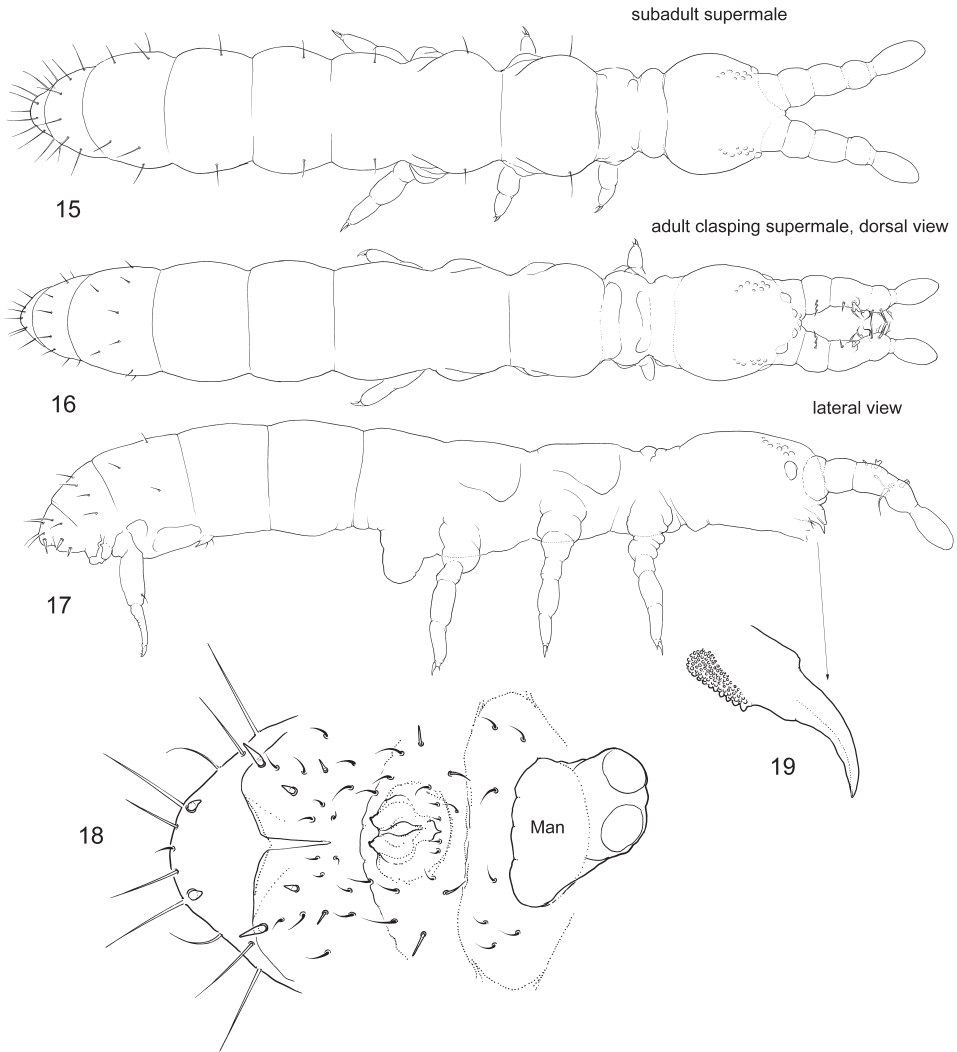 subadult supermale
15
adult clasping supermale, dorsal view
16
lateral view
17
19
18
Man